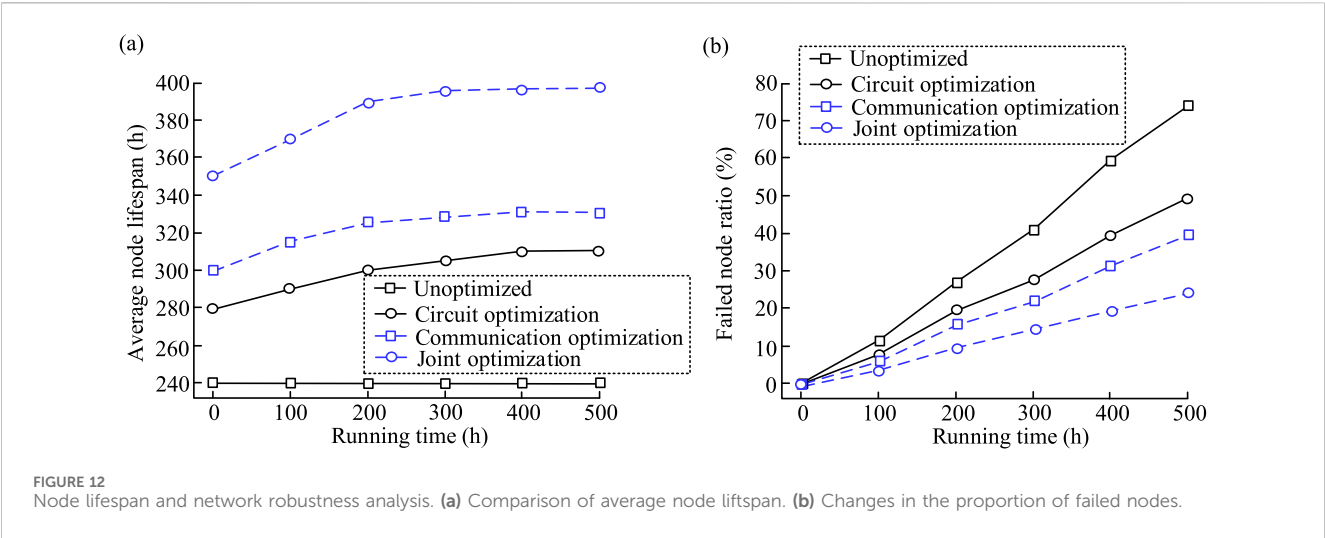 (a)
400
380
360
340
320
300
280
260
240
Average node lifespan (h)
0 100 200 300 400 500
Running time (h)
Unoptimized
Circuit optimization
Communication optimization
Joint optimization
(b)
80
70
60
50
40
30
20
10
0
Failed node ratio (%)
0 100 200 300 400 500
Running time (h)
Unoptimized
Circuit optimization
Communication optimization
Joint optimization
FIGURE 12
Node lifespan and network robustness analysis. (a) Comparison of average node liftspan. (b) Changes in the proportion of failed nodes.